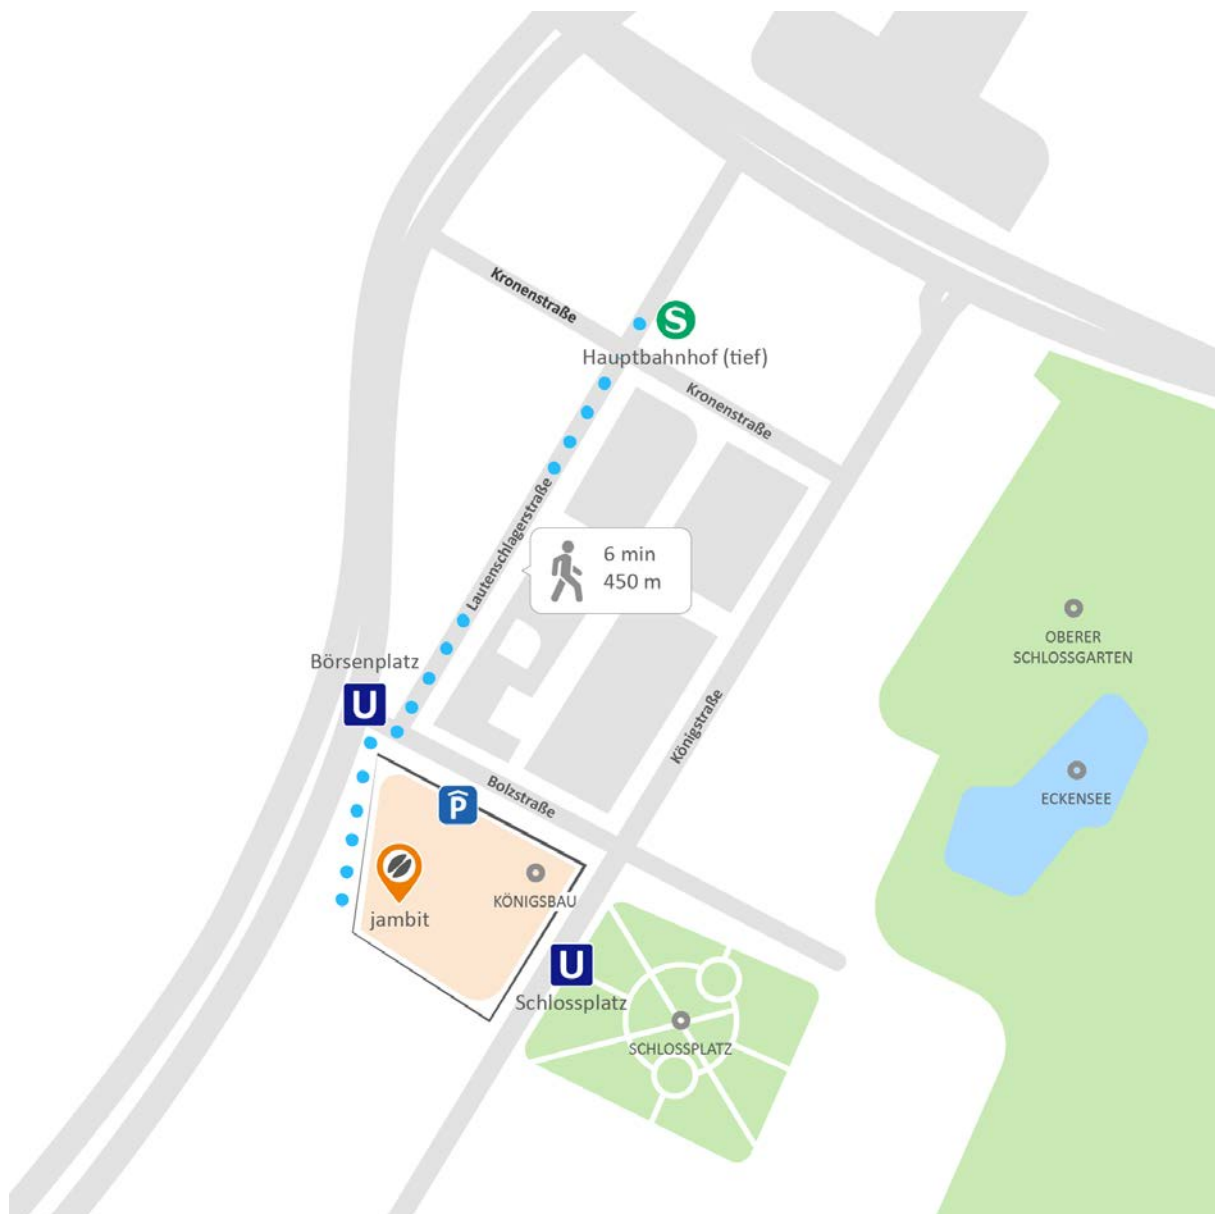 Kronenstraße
S
Hauptbahnhof (tief)
Kronenstraße
Lautenschlagerstraße
6 min
450 m
OBERER
SCHLOSSGARTEN
Börsenplatz
U
Königstraße
ECKENSEE
Bolzstraße
P
KÖNIGSBAU
jambit
U
Schlossplatz
SCHLOSSPLATZ